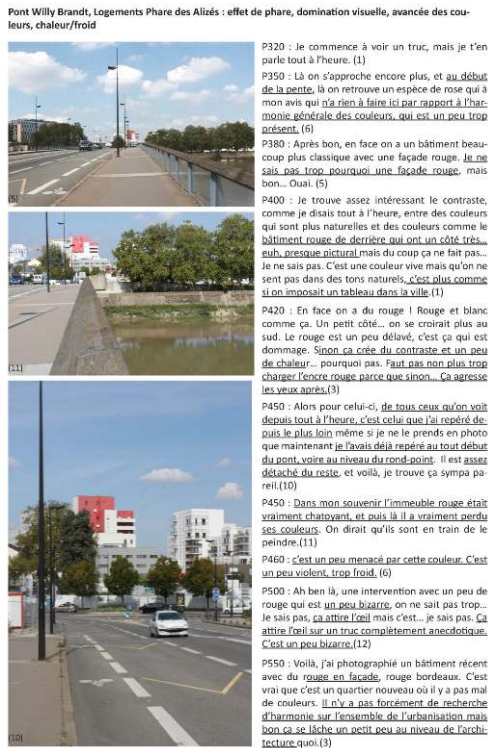 Pont Willy Brandt, Logements Phare des Alizés : effet de phare, domination visuelle, avancée des cou-
leurs, chaleur/froid
(5)
(11)
(10)
P320 : Je commence à voir un truc, mais je t'en
parle tout à l'heure. (1)
P350 : Là on s'approche encore plus, et au début
de la pente, là on retrouve un espèce de rose qui à
mon avis qui n'a rien à faire ici par rapport à l'har-
monie générale des couleurs, qui est un peu trop
présent. (6)
P380 : Après bon, en face on a un bâtiment beau-
coup plus classique avec une façade rouge. Je ne
sais pas trop pourquoi une façade rouge, mais
bon... Ouai. (5)
P400 : Je trouve assez intéressant le contraste,
comme je disais tout à l'heure, entre des couleurs
qui sont plus naturelles et des couleurs comme le
bâtiment rouge de derrière qui ont un côté très...
euh, presque pictural mais du coup ça ne fait pas...
Je ne sais pas. C'est une couleur vive mais qu'on ne
sent pas dans des tons naturels, c'est plus comme
si on imposait un tableau dans la ville.(1)
P420 : En face on a du rouge ! Rouge et blanc
comme ça. Un petit côté... on se croirait plus au
sud. Le rouge est un peu délavé, c'est ça qui est
dommage. Sinon ça crée du contraste et un peu
de chaleur... pourquoi pas. Faut pas non plus trop
charger l'encre rouge parce que sinon... Ça agresse
les yeux après.(3)
P450 : Alors pour celui-ci, de tous ceux qu'on voit
depuis tout à l'heure, c'est celui que j'ai repéré de-
puis le plus loin même si je ne le prends en photo
que maintenant je l'avais déjà repéré au tout début
du pont, voire au niveau du rond-point. Il est assez
détaché du reste, et voilà, je trouve ça sympa pa-
reil.(10)
P450 : Dans mon souvenir l'immeuble rouge était
vraiment chatoyant, et puis là il a vraiment perdu
ses couleurs. On dirait qu'ils sont en train de le
peindre.(11)
P460 : c'est un peu menacé par cette couleur. C'est
un peu violent, trop froid. (6)
P500 : Ah ben là, une intervention avec un peu de
rouge qui est un peu bizarre, on ne sait pas trop...
Je sais pas, ça attire l'œil mais c'est... je sais pas. Ça
attire l'œil sur un truc complètement anecdotique.
C'est un peu bizarre.(12)
P550 : Voilà, j'ai photographié un bâtiment récent
avec du rouge en façade, rouge bordeaux. C'est
vrai que c'est un quartier nouveau où il y a pas mal
de couleurs. Il n'y a pas forcément de recherche
d'harmonie sur l'ensemble de l'urbanisation mais
bon ça se lâche un petit peu au niveau de l'archi-
tecture quoi.(3)